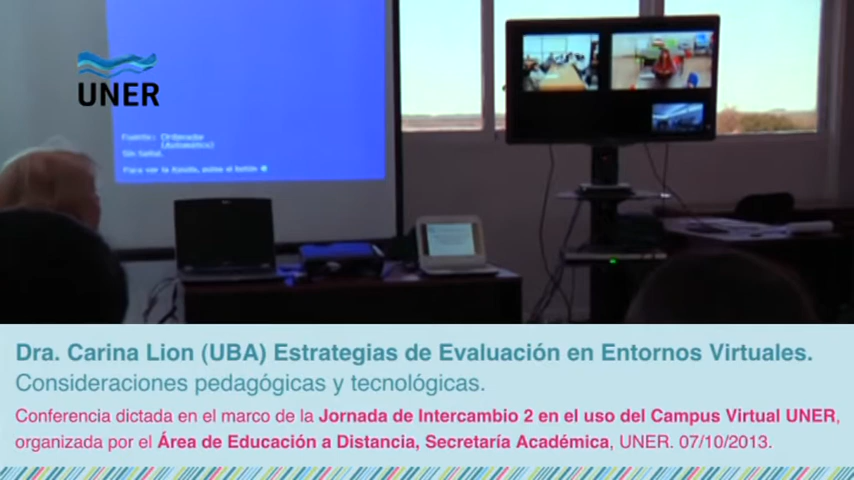 UNER
Fuente: Ordenador
(Automático)
Sin Señal.
Para ver la Ayuda, pulse el botón
Dra. Carina Lion (UBA) Estrategias de Evaluación en Entornos Virtuales.
Consideraciones pedagógicas y tecnológicas.
Conferencia dictada en el marco de la Jornada de Intercambio 2 en el uso del Campus Virtual UNER,
organizada por el Área de Educación a Distancia, Secretaría Académica, UNER. 07/10/2013.